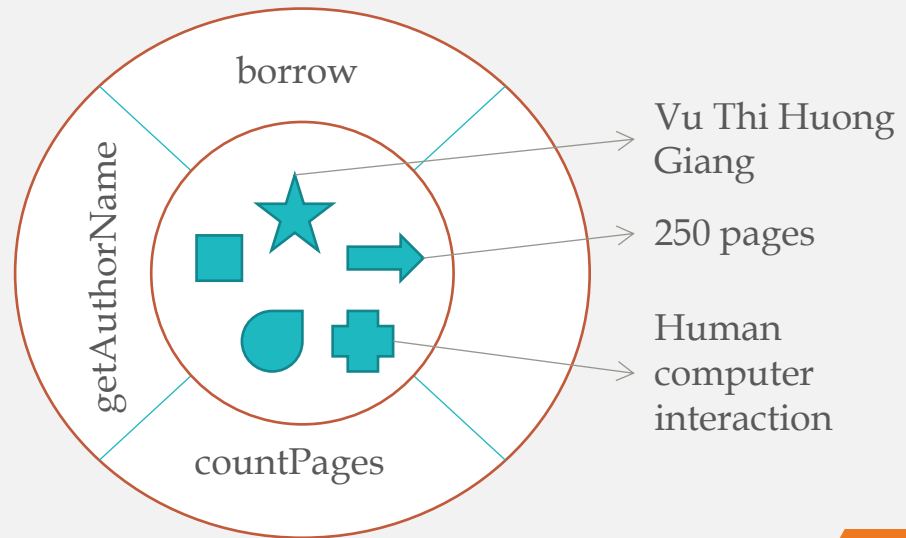 borrow
getAuthorName
countPages
Vu Thi Huong
Giang
250 pages
Human
computer
interaction